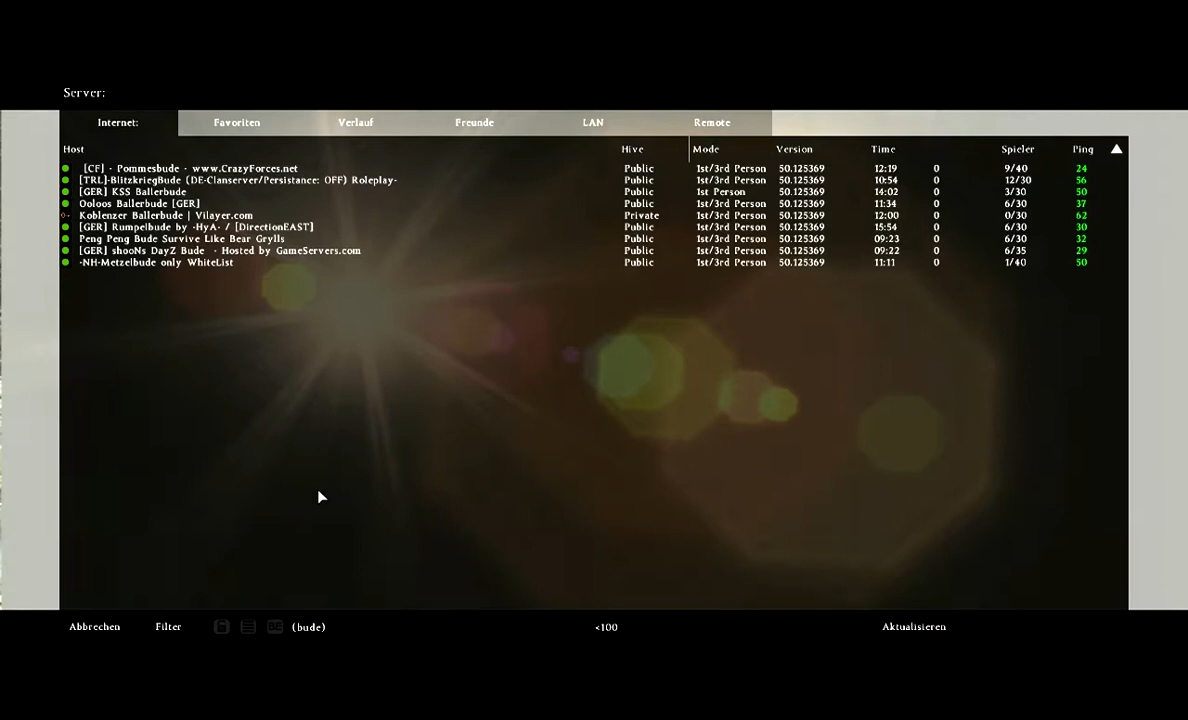 Server:
Internet: Favoriten Verlauf Freunde LAN Remote
Host Hive Mode Version Time Spieler Ping
[CF] - Pommesbude - www.CrazyForces.net Public 1st/3rd Person 50.125369 12:19 0 9/40 24
[TRL]-BlitzkriegBude (DE-Clanserver/Persistance: OFF) Roleplay- Public 1st/3rd Person 50.125369 10:54 0 12/30 56
[GER] KSS Ballerbude Public 1st Person 50.125369 14:02 0 3/30 50
Ooloos Ballerbude [GER] Public 1st/3rd Person 50.125369 11:34 0 6/30 37
Koblenzer Ballerbude | Vilayer.com Private 1st/3rd Person 50.125369 12:00 0 0/30 62
[GER] Rumpelbude by -HyA- / [DirectionEAST] Public 1st/3rd Person 50.125369 15:54 0 6/30 30
Peng Peng Bude Survive Like Bear Grylls Public 1st/3rd Person 50.125369 09:23 0 6/30 32
[GER] shooNs DayZ Bude - Hosted by GameServers.com Public 1st/3rd Person 50.125369 09:22 0 6/35 29
-NH-Metzelbude only WhiteList Public 1st/3rd Person 50.125369 11:11 0 1/40 50
Abbrechen Filter BE (bude) <100 Aktualisieren